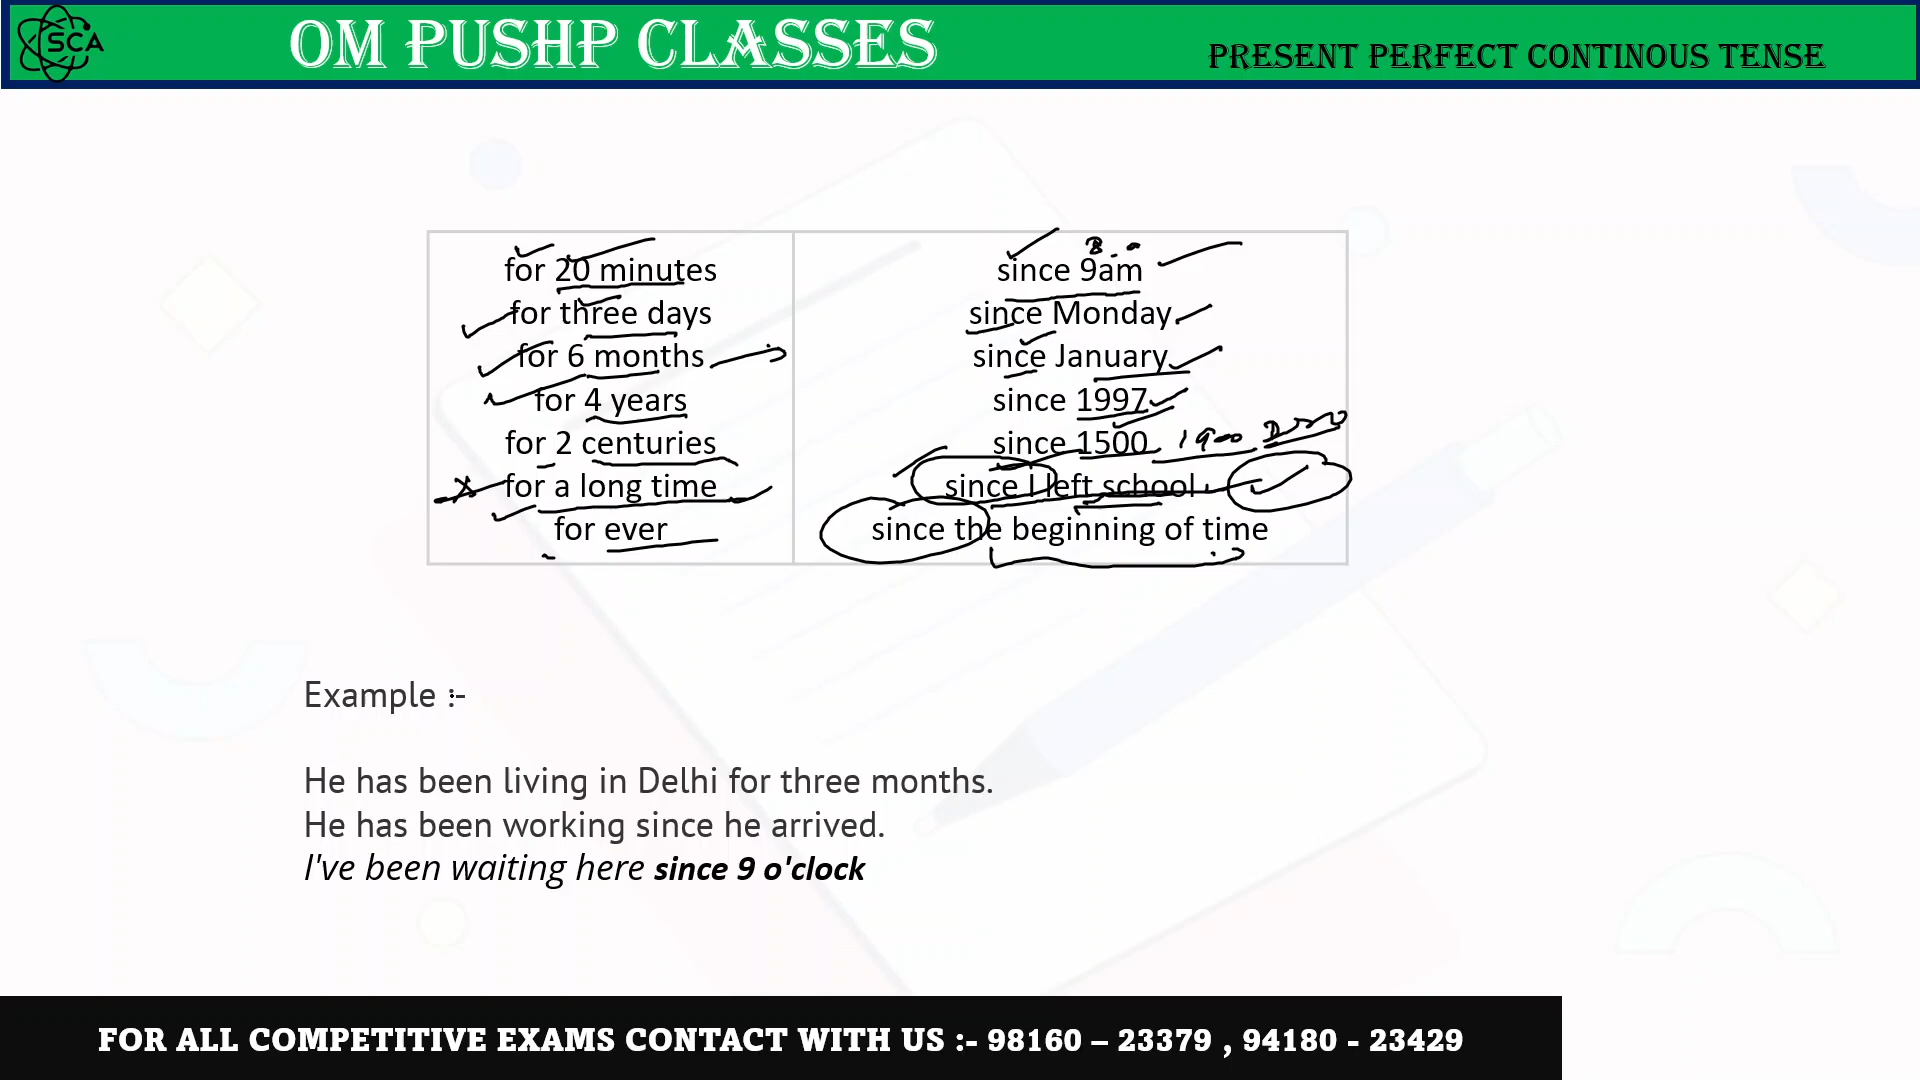 SCA
OM PUSHP CLASSES
PRESENT PERFECT CONTINOUS TENSE
for 20 minutes
for three days
for 6 months
for 4 years
for 2 centuries
for a long time
for ever
since 9am
since Monday
since January
since 1997
since 1500 1900
since I left school
since the beginning of time
Example :-
He has been living in Delhi for three months.
He has been working since he arrived.
I've been waiting here since 9 o'clock
FOR ALL COMPETITIVE EXAMS CONTACT WITH US :- 98160 – 23379 , 94180 - 23429